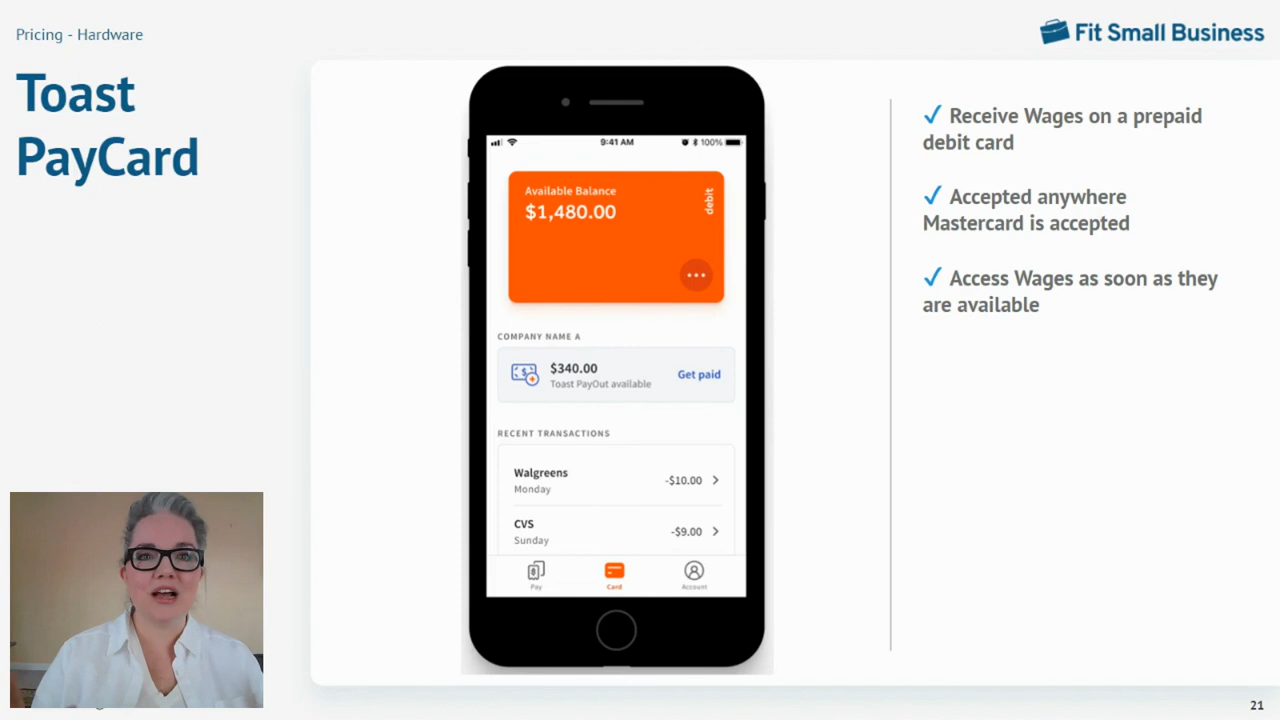 Pricing - Hardware
Fit Small Business
Toast
PayCard
9:41 AM
100%
Available Balance
$1,480.00
debit
COMPANY NAME A
$340.00
Toast PayOut available
Get paid
RECENT TRANSACTIONS
Walgreens
Monday
-$10.00
CVS
Sunday
-$9.00
Pay
Card
Account
✓ Receive Wages on a prepaid
debit card
✓ Accepted anywhere
Mastercard is accepted
✓ Access Wages as soon as they
are available
21